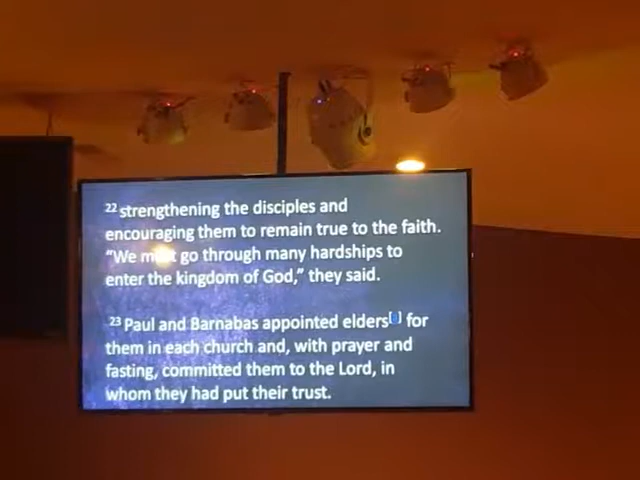 22 strengthening the disciples and
encouraging them to remain true to the faith.
"We must go through many hardships to
enter the kingdom of God," they said.
23 Paul and Barnabas appointed elders[ ] for
them in each church and, with prayer and
fasting, committed them to the Lord, in
whom they had put their trust.